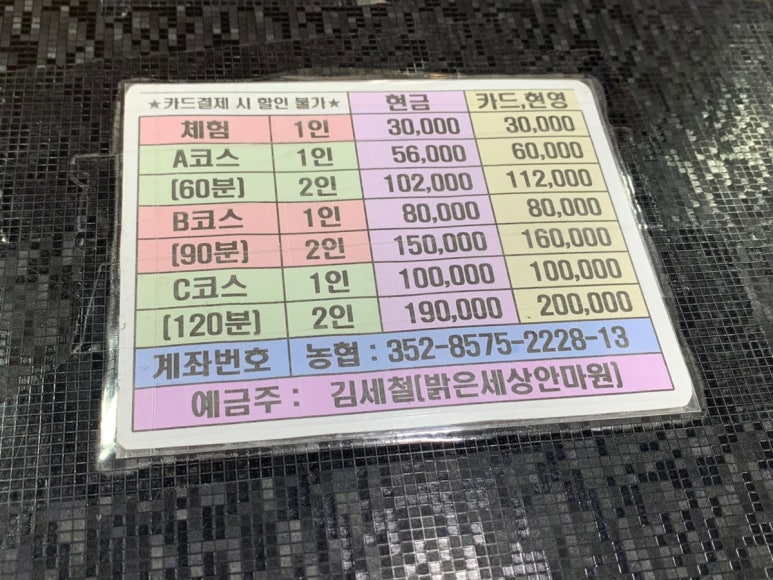 ★카드결제 시 할인 불가★ 현금 카드,현영
체험 1인 30,000 30,000
A코스 1인 56,000 60,000
(60분) 2인 102,000 112,000
B코스 1인 80,000 80,000
(90분) 2인 150,000 160,000
C코스 1인 100,000 100,000
(120분) 2인 190,000 200,000
계좌번호 농협 : 352-8575-2228-13
예금주 : 김세철(밝은세상안마원)